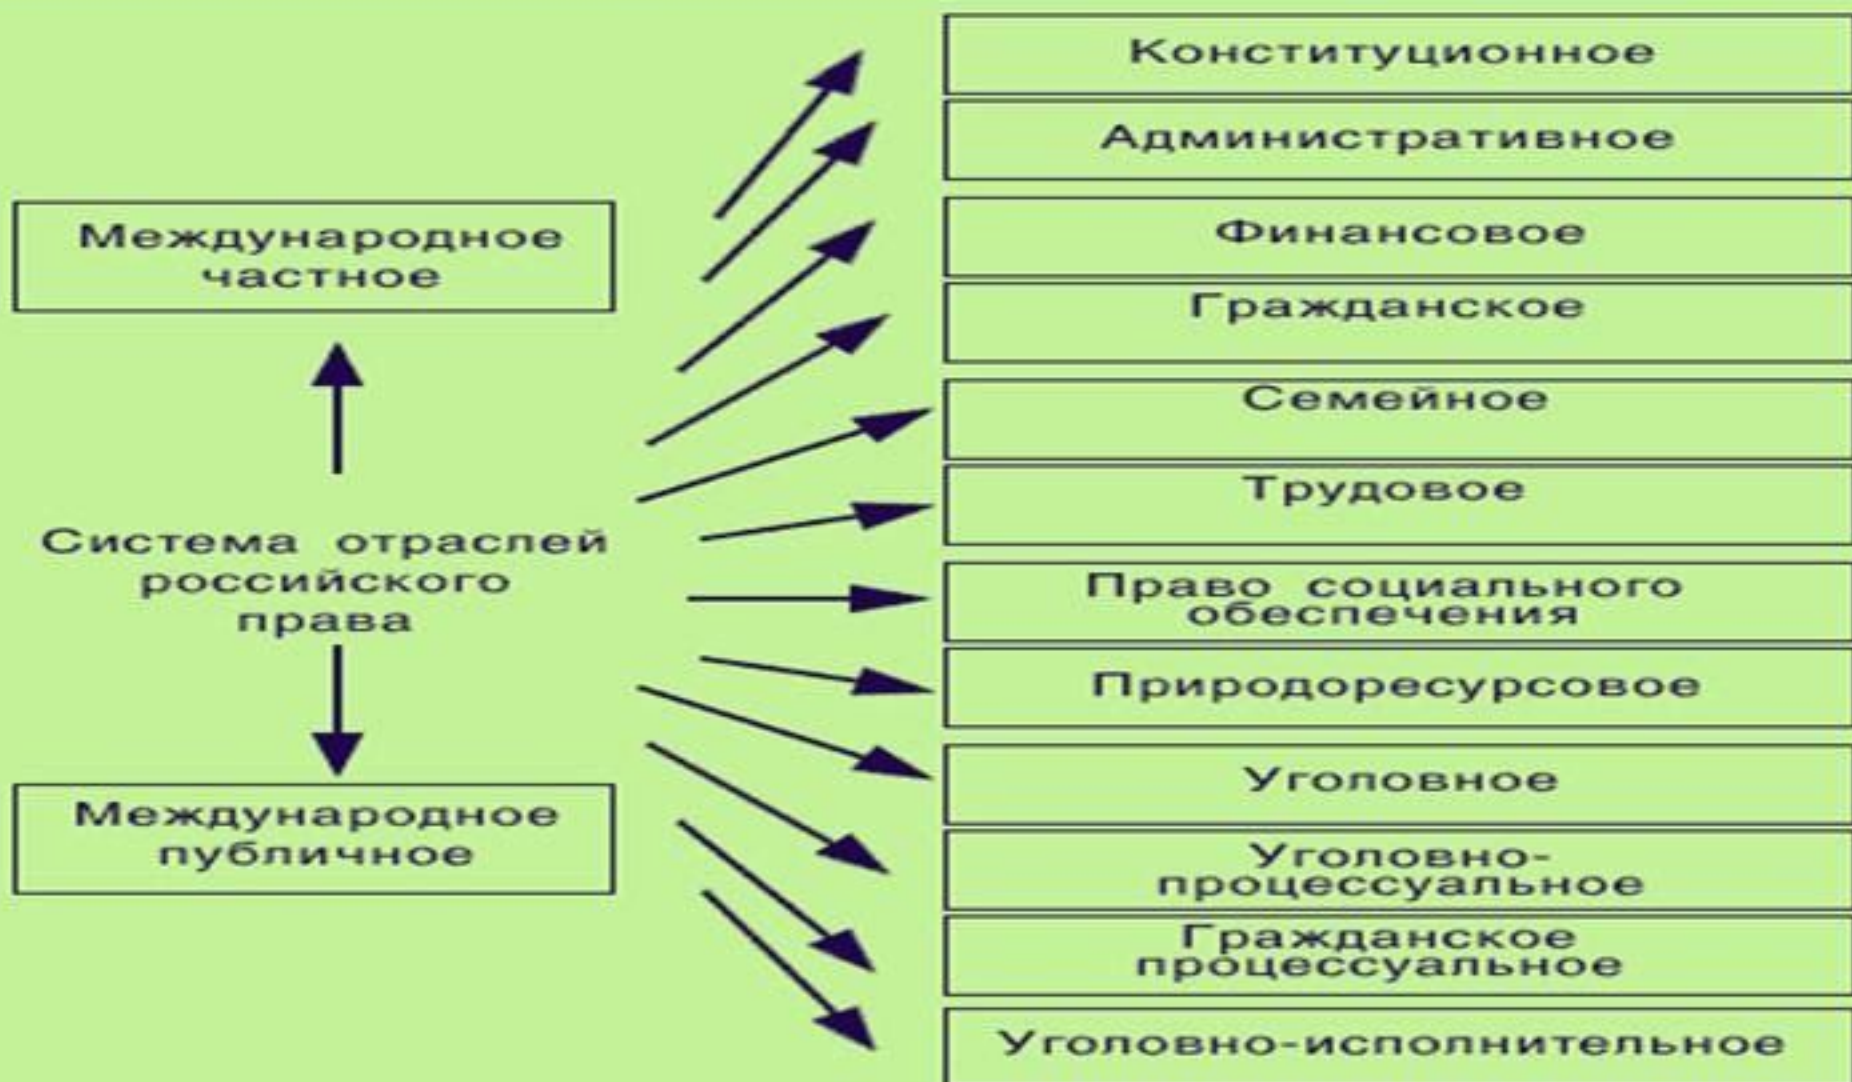 Международное
частное
Система отраслей
российского
права
Международное
публичное
Конституционное
Административное
Финансовое
Гражданское
Семейное
Трудовое
Право социального
обеспечения
Природоресурсовое
Уголовное
Уголовно-
процессуальное
Гражданское
процессуальное
Уголовно-исполнительное